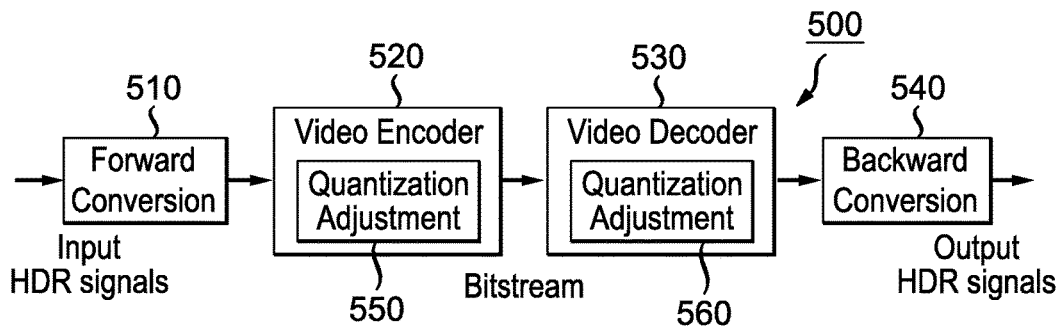 500
510
520
530
540
Forward
Conversion
Video Encoder
Quantization
Adjustment
Video Decoder
Quantization
Adjustment
Backward
Conversion
Input
HDR signals
550
Bitstream
560
Output
HDR signals